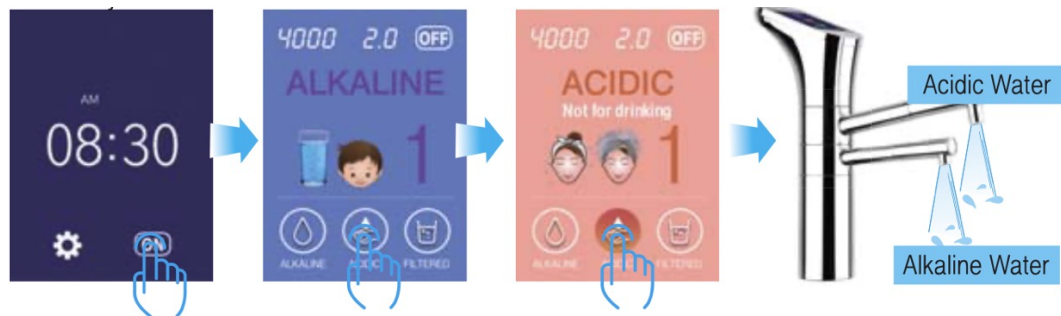 AM
08:30
ON
4000 2.0 OFF
ALKALINE
1
ALKALINE ACIDIC FILTERED
4000 2.0 OFF
ACIDIC
Not for drinking
1
ALKALINE FILTERED
Acidic Water
Alkaline Water